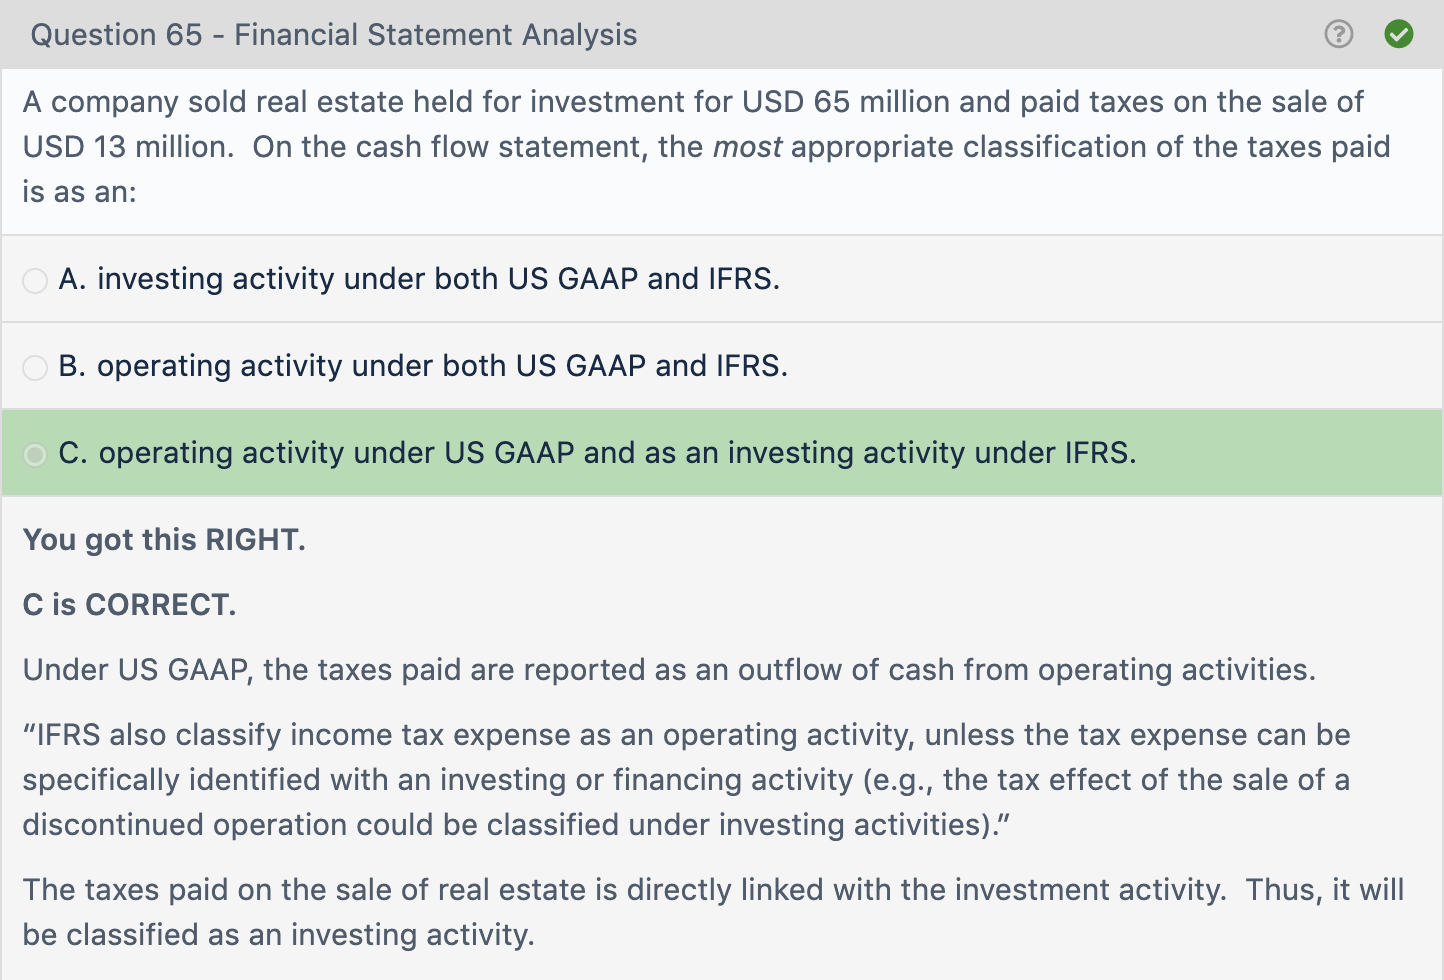 Question 65 - Financial Statement Analysis
A company sold real estate held for investment for USD 65 million and paid taxes on the sale of
USD 13 million.  On the cash flow statement, the most appropriate classification of the taxes paid
is as an:
A. investing activity under both US GAAP and IFRS.
B. operating activity under both US GAAP and IFRS.
C. operating activity under US GAAP and as an investing activity under IFRS.
You got this RIGHT.
C is CORRECT.
Under US GAAP, the taxes paid are reported as an outflow of cash from operating activities.
“IFRS also classify income tax expense as an operating activity, unless the tax expense can be
specifically identified with an investing or financing activity (e.g., the tax effect of the sale of a
discontinued operation could be classified under investing activities).”
The taxes paid on the sale of real estate is directly linked with the investment activity.  Thus, it will
be classified as an investing activity.